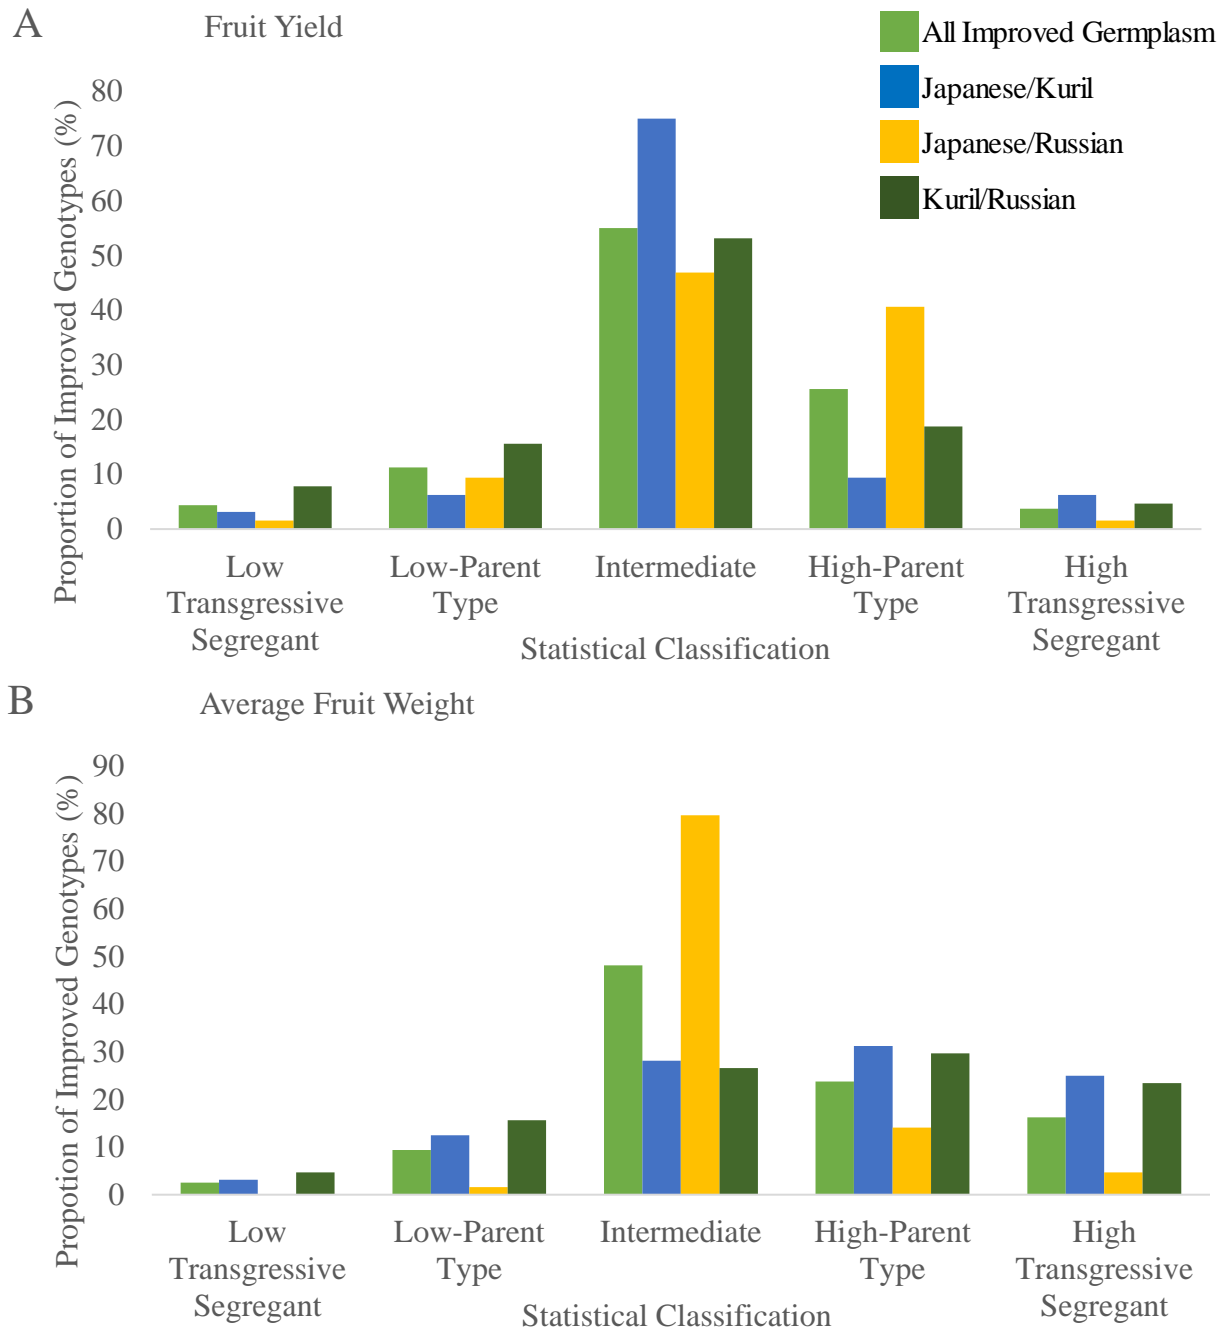 A
Fruit Yield
All Improved Germplasm
Japanese/Kuril
Japanese/Russian
Kuril/Russian
Proportion of Improved Genotypes (%)
80
70
60
50
40
30
20
10
0
Low
Transgressive
Segregant
Low-Parent
Type
Intermediate
High-Parent
Type
High
Transgressive
Segregant
Statistical Classification
B
Average Fruit Weight
Propotion of Improved Genotypes (%)
90
80
70
60
50
40
30
20
10
0
Low
Transgressive
Segregant
Low-Parent
Type
Intermediate
High-Parent
Type
High
Transgressive
Segregant
Statistical Classification